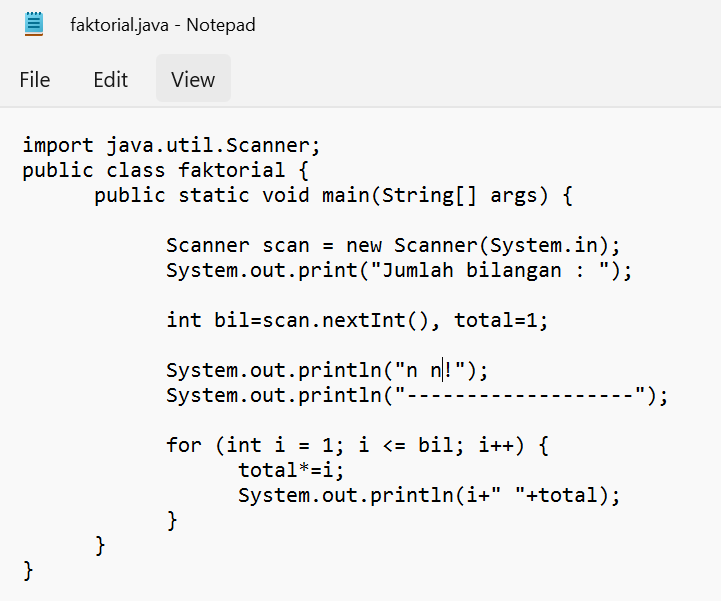 faktorial.java - Notepad
File Edit View
import java.util.Scanner;
public class faktorial {
public static void main(String[] args) {
Scanner scan = new Scanner(System.in);
System.out.print("Jumlah bilangan : ");
int bil=scan.nextInt(), total=1;
System.out.println("n n!");
System.out.println("-------------------");
for (int i = 1; i <= bil; i++) {
total*=i;
System.out.println(i+" "+total);
}
}
}